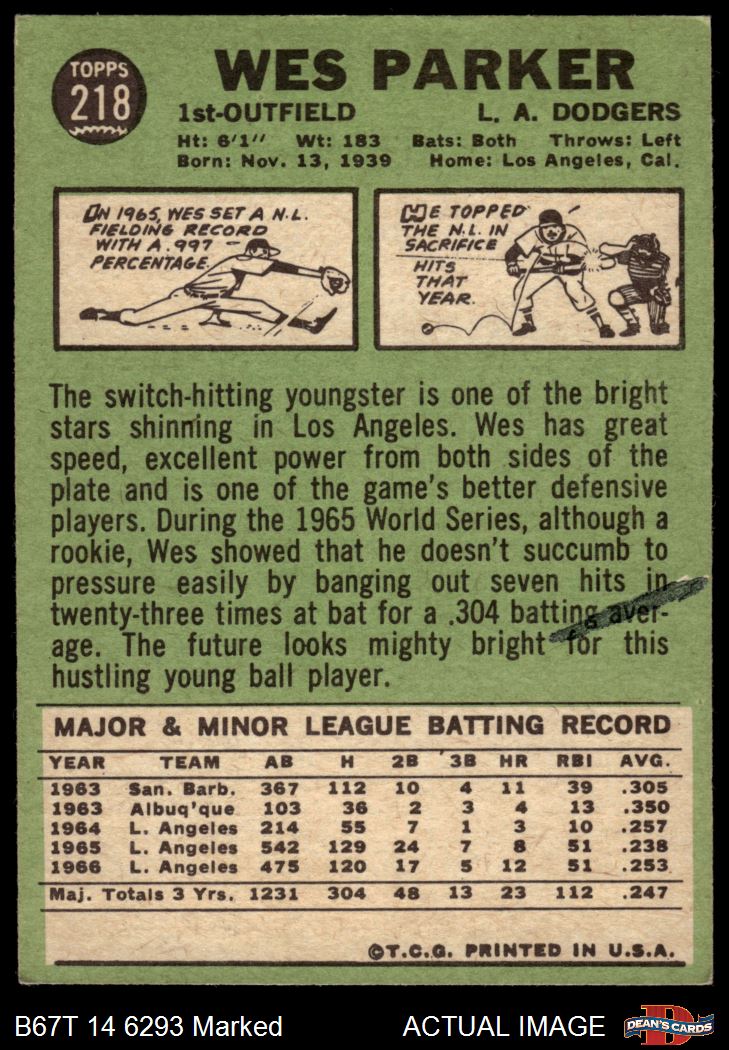 TOPPS
218
WES PARKER
1st-OUTFIELD L. A. DODGERS
Ht: 6'1" Wt: 183 Bats: Both Throws: Left
Born: Nov. 13, 1939 Home: Los Angeles, Cal.
ON 1965, WES SET A N.L.
FIELDING RECORD
WITH A .997
PERCENTAGE.
HE TOPPED
THE N.L. IN
SACRIFICE
HITS
THAT
YEAR.
The switch-hitting youngster is one of the bright
stars shinning in Los Angeles. Wes has great
speed, excellent power from both sides of the
plate and is one of the game's better defensive
players. During the 1965 World Series, although a
rookie, Wes showed that he doesn't succumb to
pressure easily by banging out seven hits in
twenty-three times at bat for a .304 batting aver-
age. The future looks mighty bright for this
hustling young ball player.
MAJOR & MINOR LEAGUE BATTING RECORD
YEAR TEAM AB H 2B 3B HR RBI AVG.
1963 San. Barb. 367 112 10 4 11 39 .305
1963 Albuq'que 103 36 2 3 4 13 .350
1964 L. Angeles 214 55 7 1 3 10 .257
1965 L. Angeles 542 129 24 7 8 51 .238
1966 L. Angeles 475 120 17 5 12 51 .253
Maj. Totals 3 Yrs. 1231 304 48 13 23 112 .247
©T.C.G. PRINTED IN U.S.A.
B67T 14 6293 Marked ACTUAL IMAGE DEAN'S CARDS